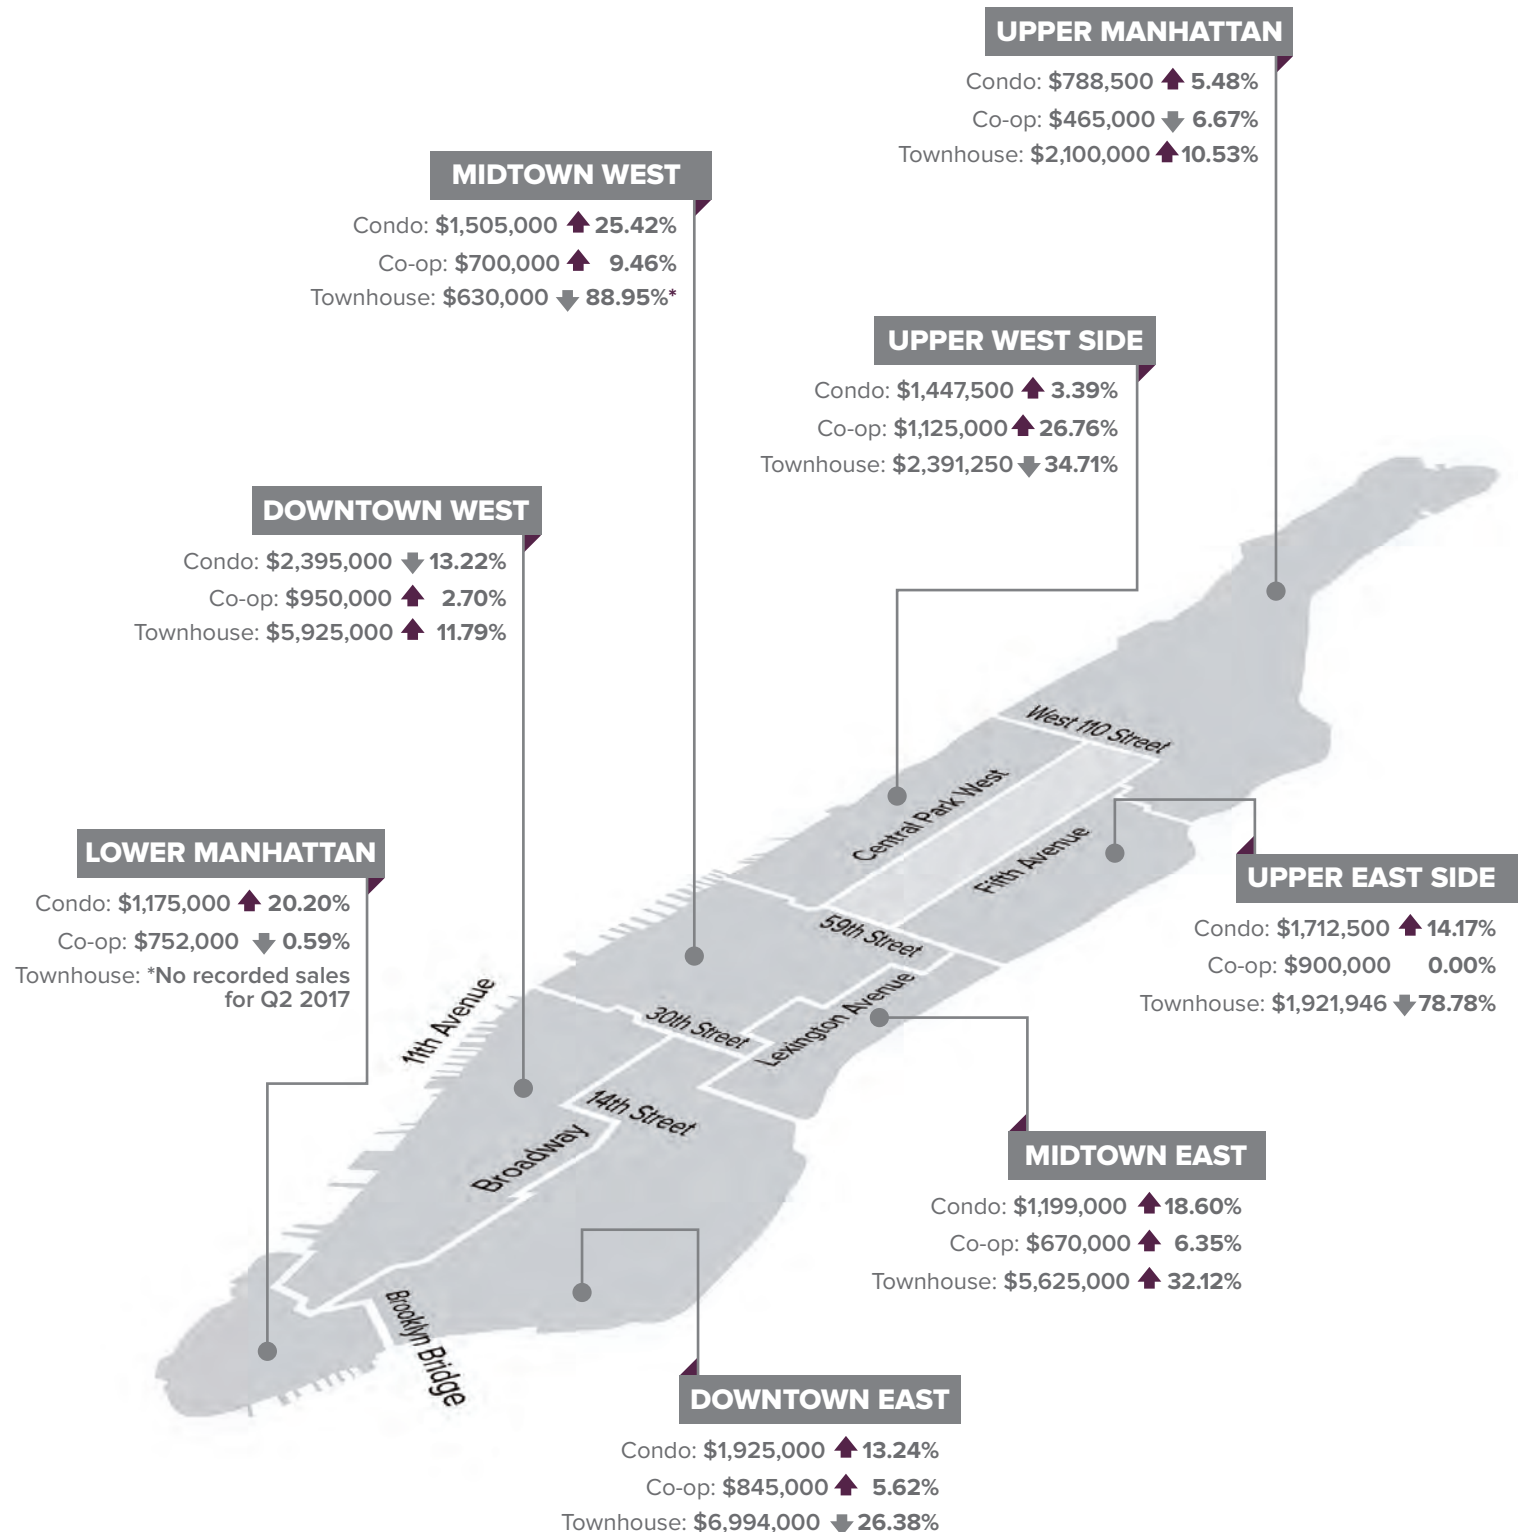 UPPER MANHATTAN
Condo: $788,500 5.48%
Co-op: $465,000 6.67%
Townhouse: $2,100,000 10.53%
MIDTOWN WEST
Condo: $1,505,000 25.42%
Co-op: $700,000 9.46%
Townhouse: $630,000 88.95%*
UPPER WEST SIDE
Condo: $1,447,500 3.39%
Co-op: $1,125,000 26.76%
Townhouse: $2,391,250 34.71%
DOWNTOWN WEST
Condo: $2,395,000 13.22%
Co-op: $950,000 2.70%
Townhouse: $5,925,000 11.79%
West 110 Street
Central Park West
Fifth Avenue
LOWER MANHATTAN
Condo: $1,175,000 20.20%
Co-op: $752,000 0.59%
Townhouse: *No recorded sales
for Q2 2017
UPPER EAST SIDE
Condo: $1,712,500 14.17%
Co-op: $900,000 0.00%
Townhouse: $1,921,946 78.78%
59th Street
11th Avenue
30th Street
Lexington Avenue
14th Street
Broadway
MIDTOWN EAST
Condo: $1,199,000 18.60%
Co-op: $670,000 6.35%
Townhouse: $5,625,000 32.12%
Brooklyn Bridge
DOWNTOWN EAST
Condo: $1,925,000 13.24%
Co-op: $845,000 5.62%
Townhouse: $6,994,000 26.38%